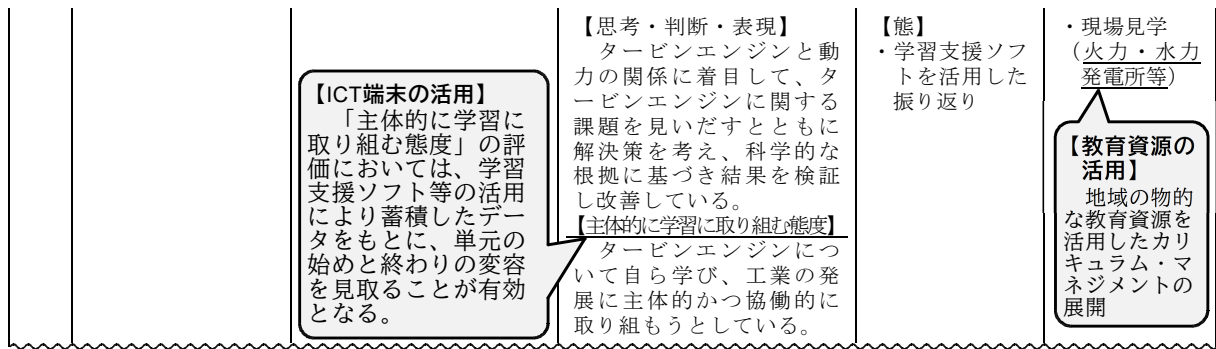 【ICT端末の活用】
「主体的に学習に
取り組む態度」の評
価においては、学習
支援ソフト等の活用
により蓄積したデー
タをもとに、単元の
始めと終わりの変容
を見取ることが有効
となる。
【思考・判断・表現】
タービンエンジンと動
力の関係に着目して、タ
ービンエンジンに関する
課題を見いだすとともに
解決策を考え、科学的な
根拠に基づき結果を検証
し改善している。
【主体的に学習に取り組む態度】
タービンエンジンにつ
いて自ら学び、工業の発
展に主体的かつ協働的に
取り組もうとしている。
【態】
・学習支援ソフ
トを活用した
振り返り
・現場見学
（火力・水力
発電所等）
【教育資源の
活用】
地域の物的
な教育資源を
活用したカリ
キュラム・マ
ネジメントの
展開